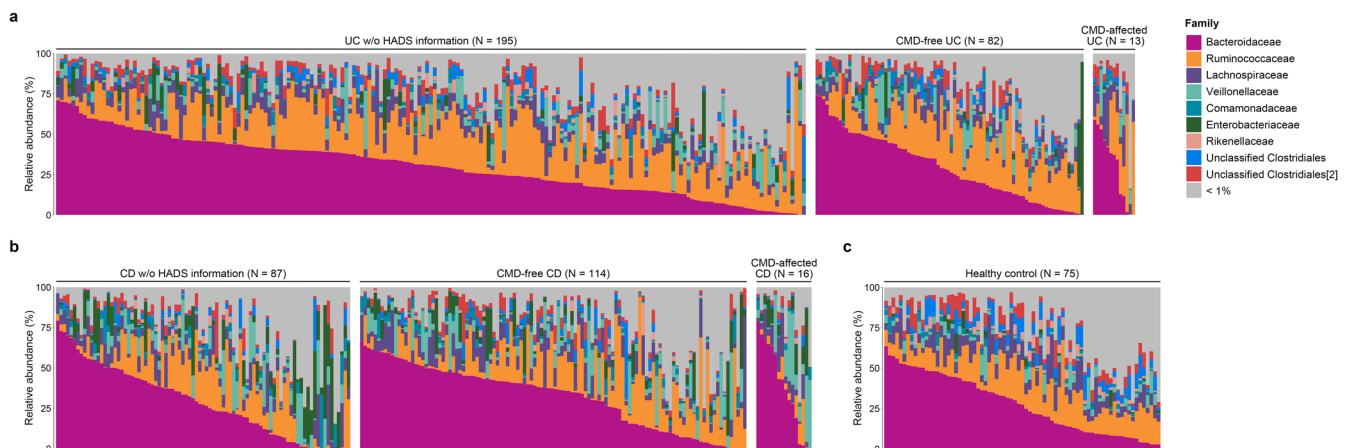 a
UC w/o HADS information (N = 195)
CMD-free UC (N = 82)
CMD-affected
UC (N = 13)
Relative abundance (%)
100
75
50
25
0
Family
Bacteroidaceae
Ruminococcaceae
Lachnospiraceae
Veillonellaceae
Comamonadaceae
Enterobacteriaceae
Rikenellaceae
Unclassified Clostridiales
Unclassified Clostridiales[2]
< 1%
b
CD w/o HADS information (N = 87)
CMD-free CD (N = 114)
CMD-affected
CD (N = 16)
Relative abundance (%)
100
75
50
25
0
c
Healthy control (N = 75)
Relative abundance (%)
100
75
50
25
0